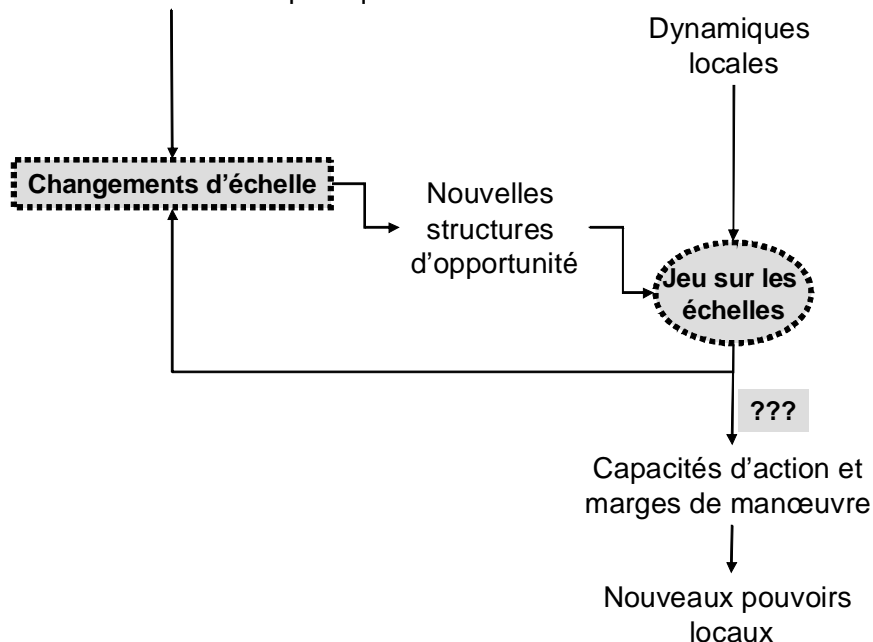 Dynamiques
locales
Changements d’échelle
Nouvelles
structures
d’opportunité
Jeu sur les
échelles
???
Capacités d’action et
marges de manœuvre
Nouveaux pouvoirs
locaux